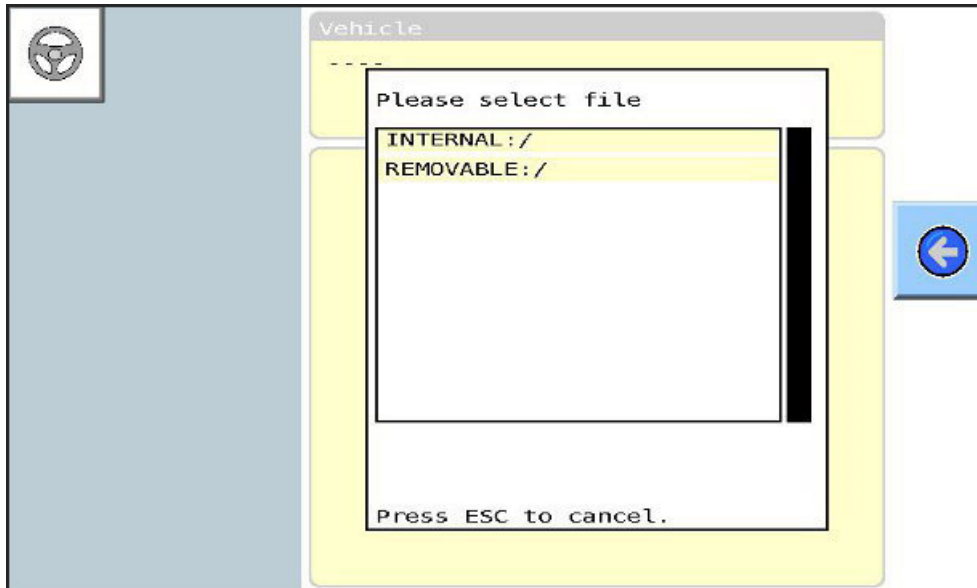 Vehicle
----
Please select file
INTERNAL:/
REMOVABLE:/
Press ESC to cancel.